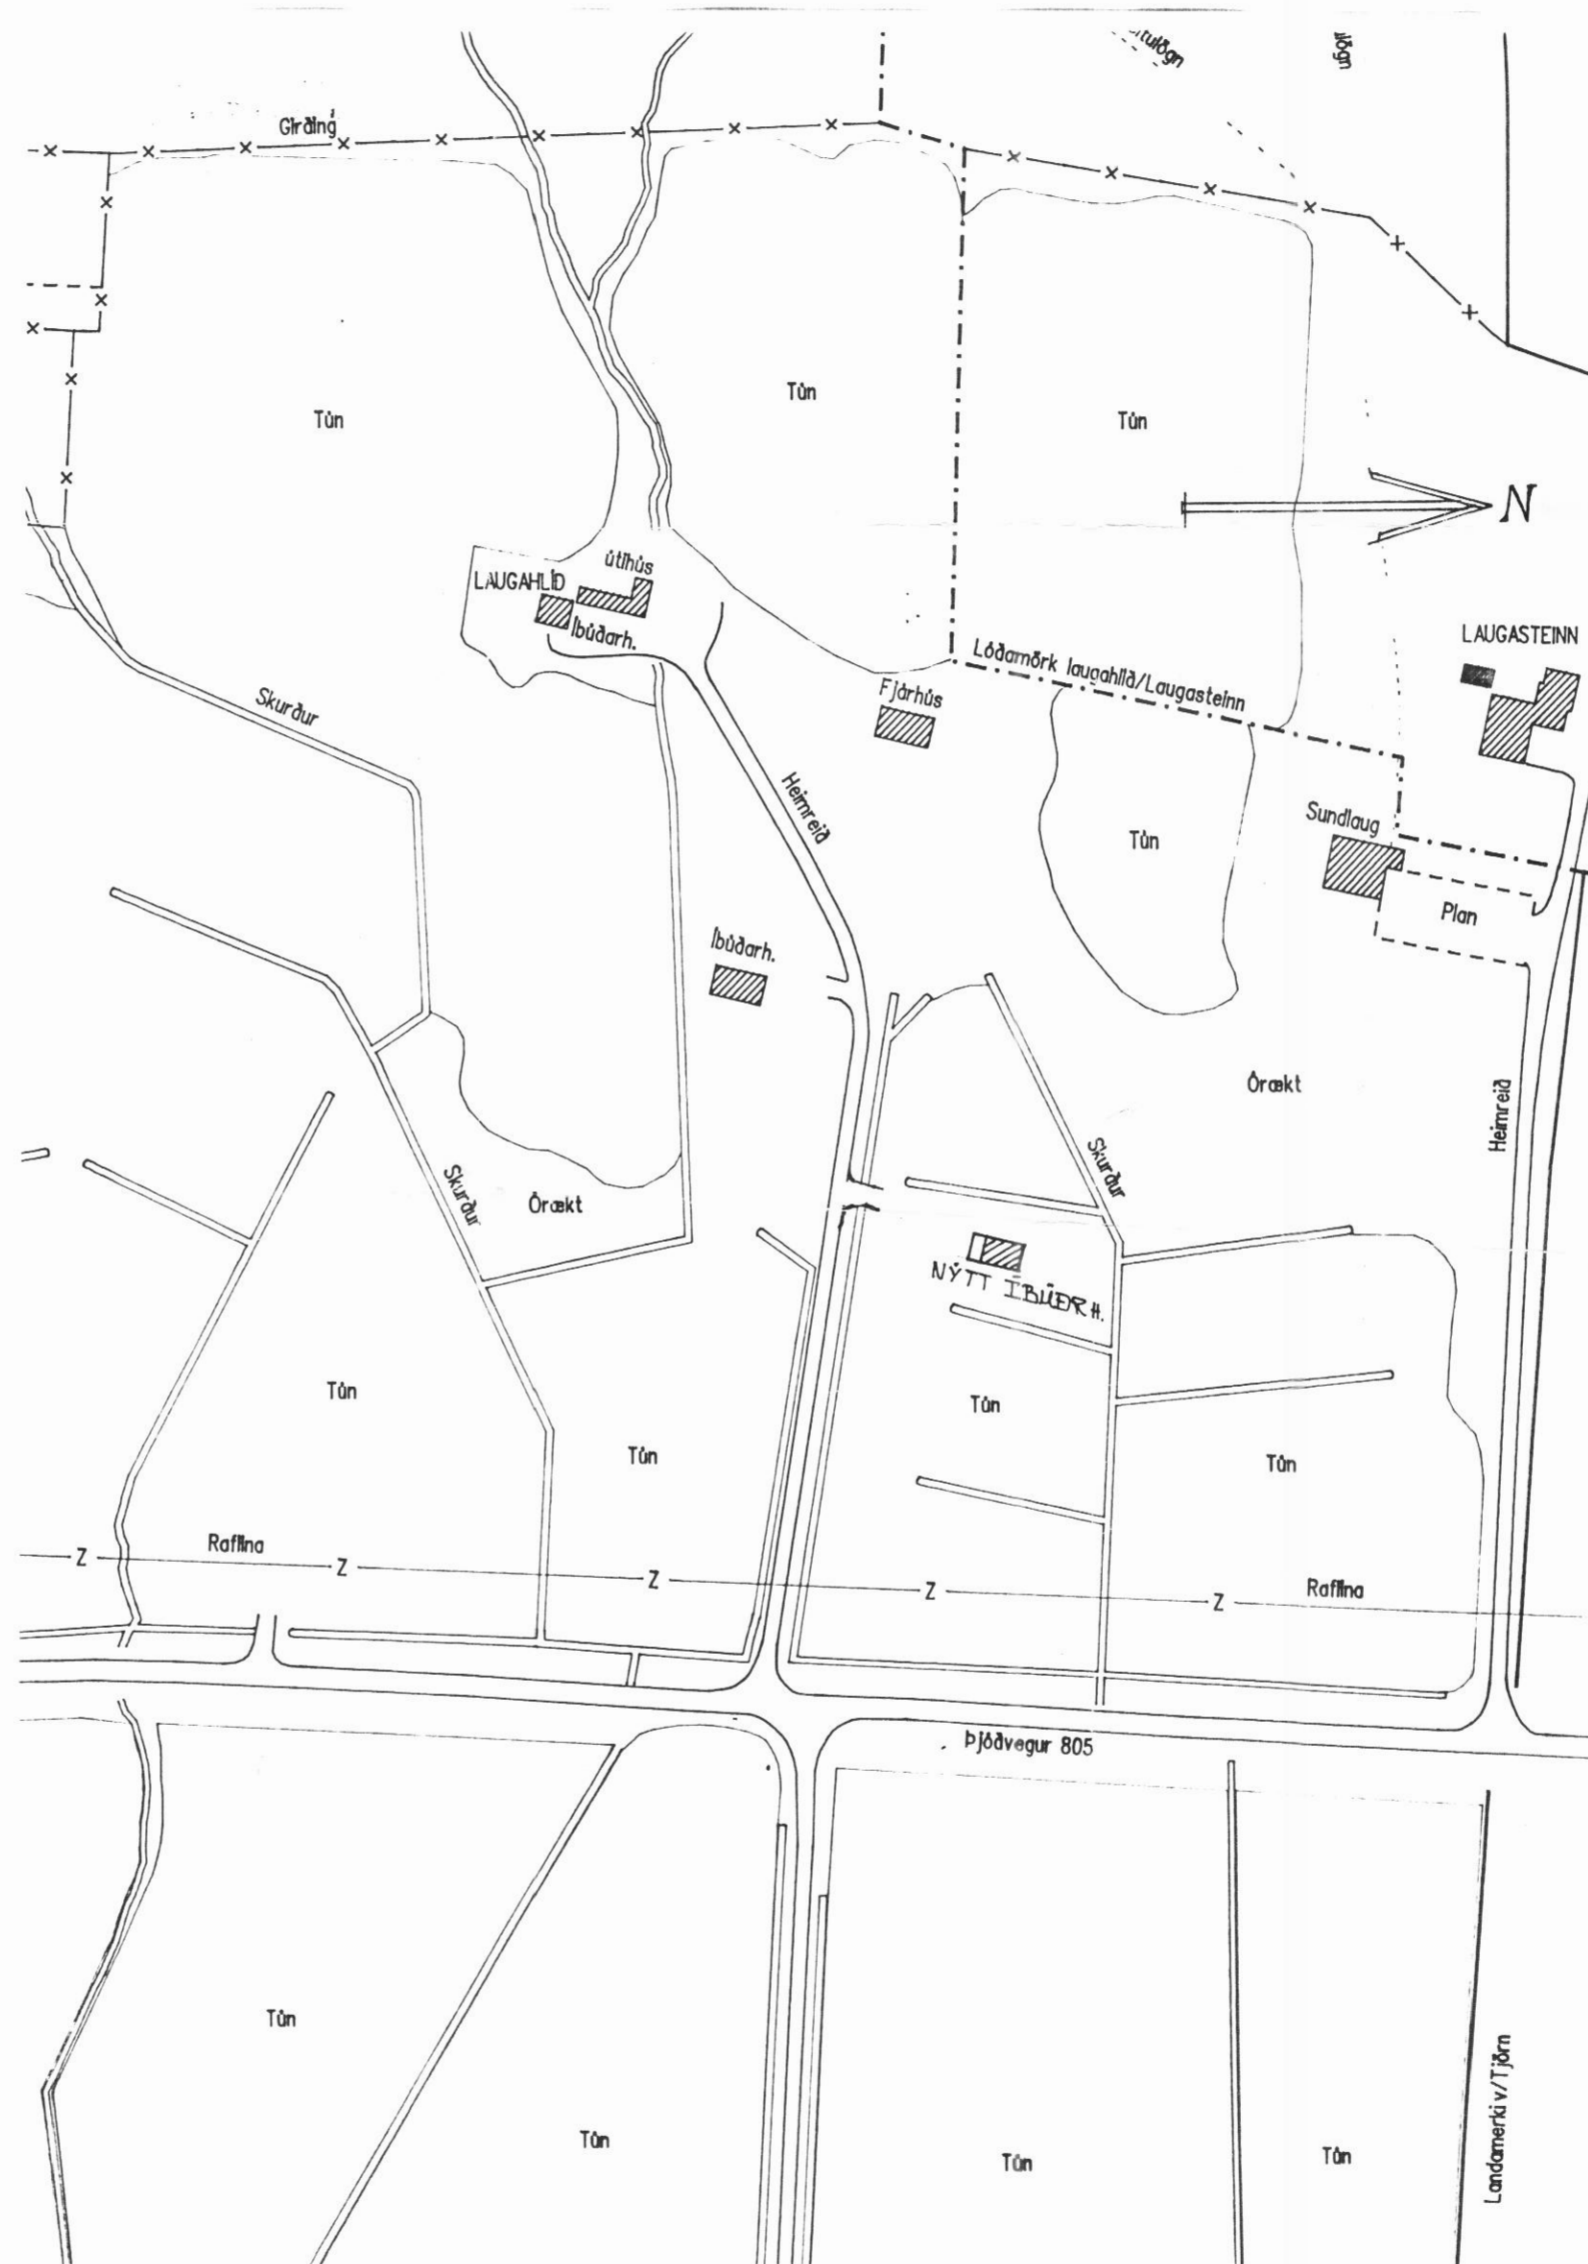 Girðing
Tún
Tún
Tún
N
útihús
LAUGAHLÍÐ
Íbúðarh.
LAUGASTEINN
Lóðamörk laugahlíð/Laugasteinn
Fjárhús
Skurður
Heimreið
Sundlaug
Tún
Plan
Íbúðarh.
Órækt
Heimreið
Skurður
Skurður
Órækt
NÝTT ÍBÚÐRH.
Tún
Tún
Tún
Tún
Raflína
Z
Z
Z
Z
Z
Raflína
Þjóðvegur 805
Tún
Tún
Tún
Tún
Landamerki v/Tjörn